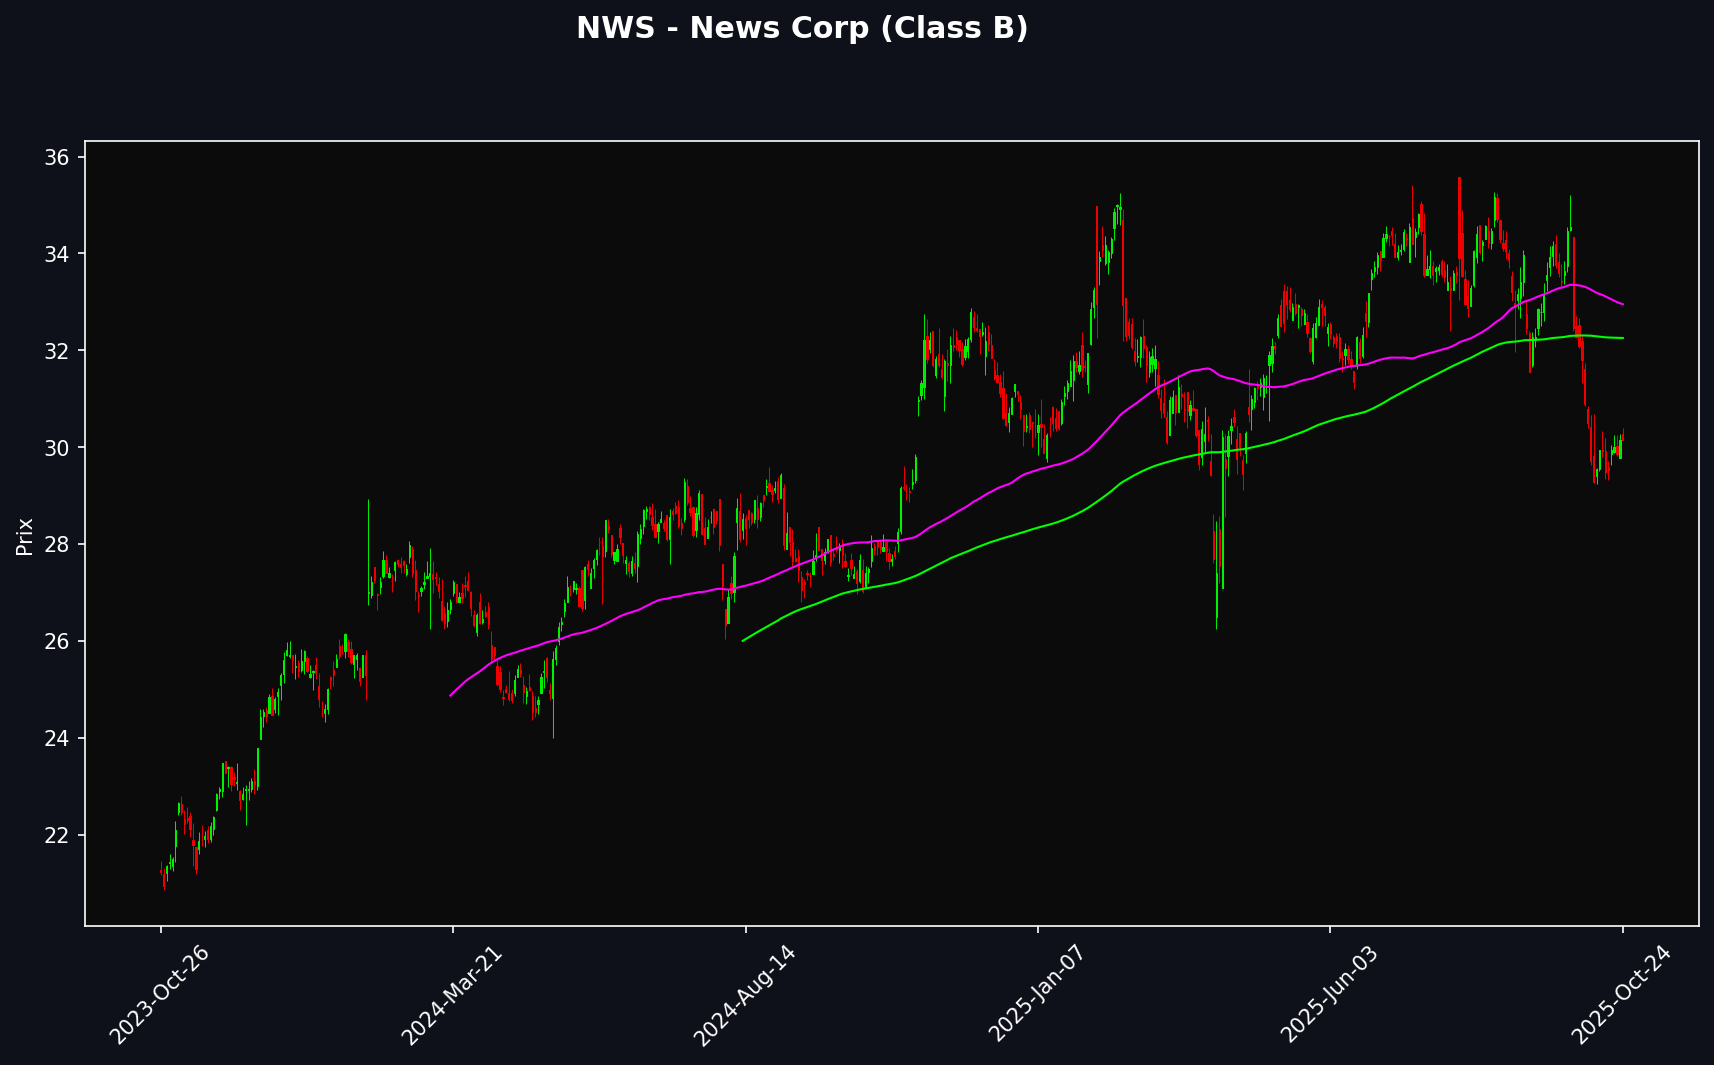 NWS - News Corp (Class B)
Prix
36
34
32
30
28
26
24
22
2023-Oct-26
2024-Mar-21
2024-Aug-14
2025-Jan-07
2025-Jun-03
2025-Oct-24